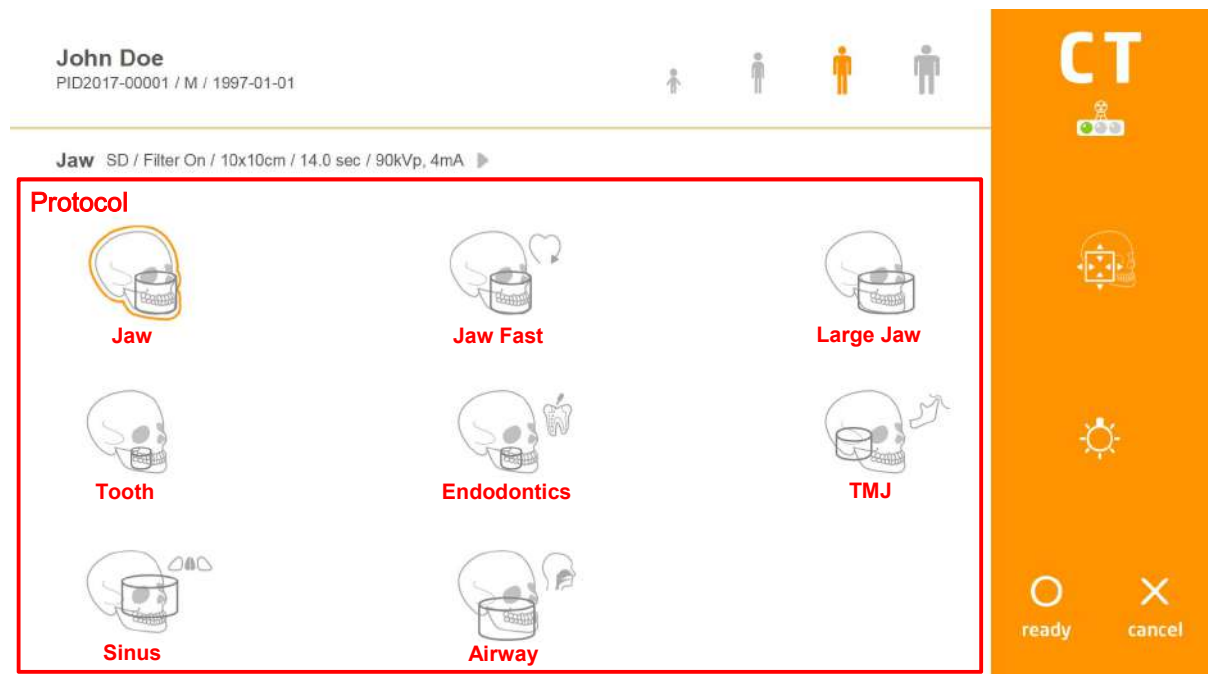 John Doe
PID2017-00001 / M / 1997-01-01
CT
Jaw SD / Filter On / 10x10cm / 14.0 sec / 90kVp, 4mA
Protocol
Jaw
Jaw Fast
Large Jaw
Tooth
Endodontics
TMJ
Sinus
Airway
ready
cancel